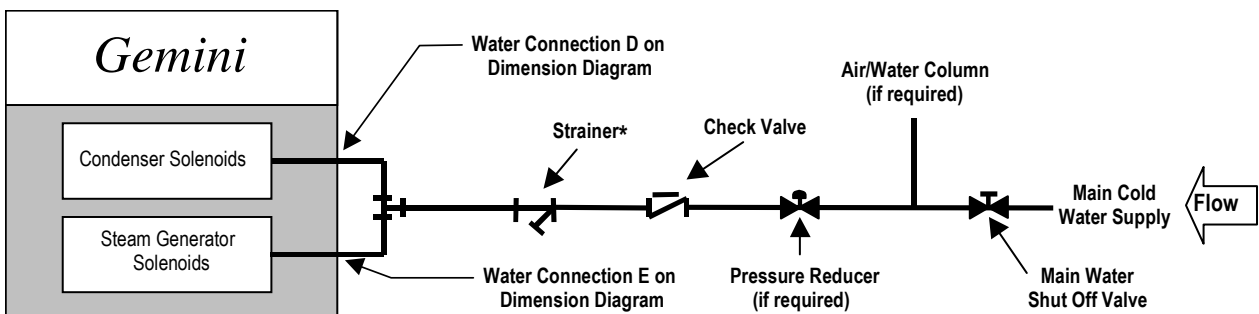 Gemini
Condenser Solenoids
Steam Generator
Solenoids
Water Connection D on
Dimension Diagram
Strainer*
Check Valve
Air/Water Column
(if required)
Main Cold
Water Supply
Flow
Water Connection E on
Dimension Diagram
Pressure Reducer
(if required)
Main Water
Shut Off Valve